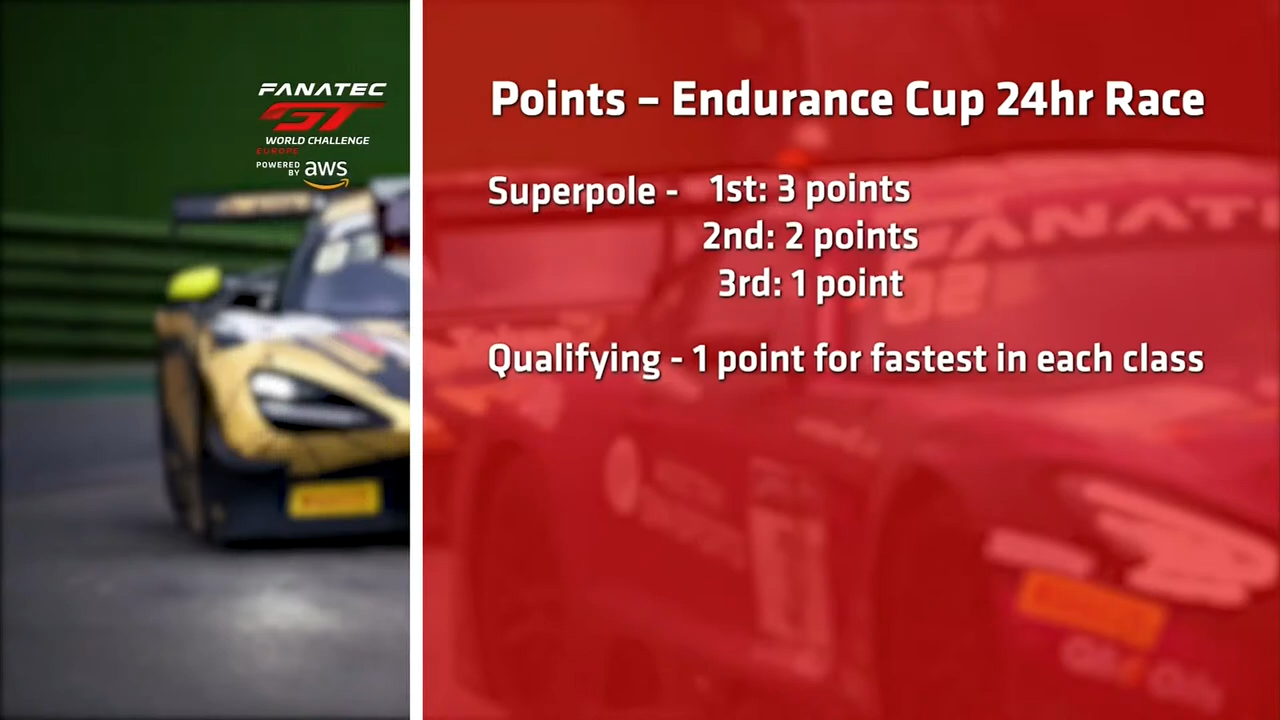 FANATEC
GT
WORLD CHALLENGE
EUROPE
POWERED BY aws
Points – Endurance Cup 24hr Race
Superpole - 1st: 3 points
2nd: 2 points
3rd: 1 point
Qualifying - 1 point for fastest in each class
FANATE